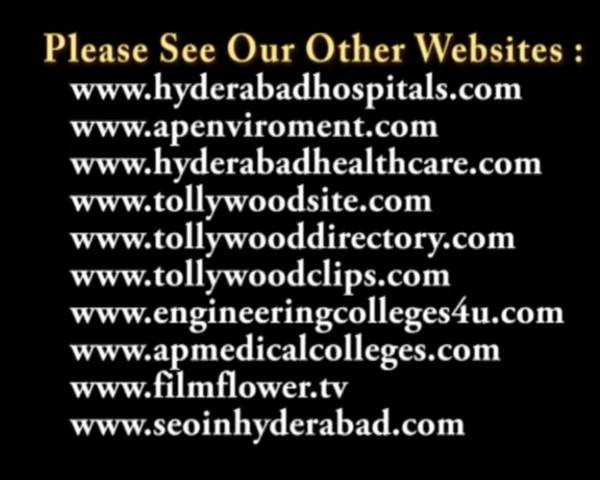 Please See Our Other Websites :
www.hyderabadhospitals.com
www.apenviroment.com
www.hyderabadhealthcare.com
www.tollywoodsite.com
www.tollywooddirectory.com
www.tollywoodclips.com
www.engineeringcolleges4u.com
www.apmedicalcolleges.com
www.filmflower.tv
www.seoinhyderabad.com